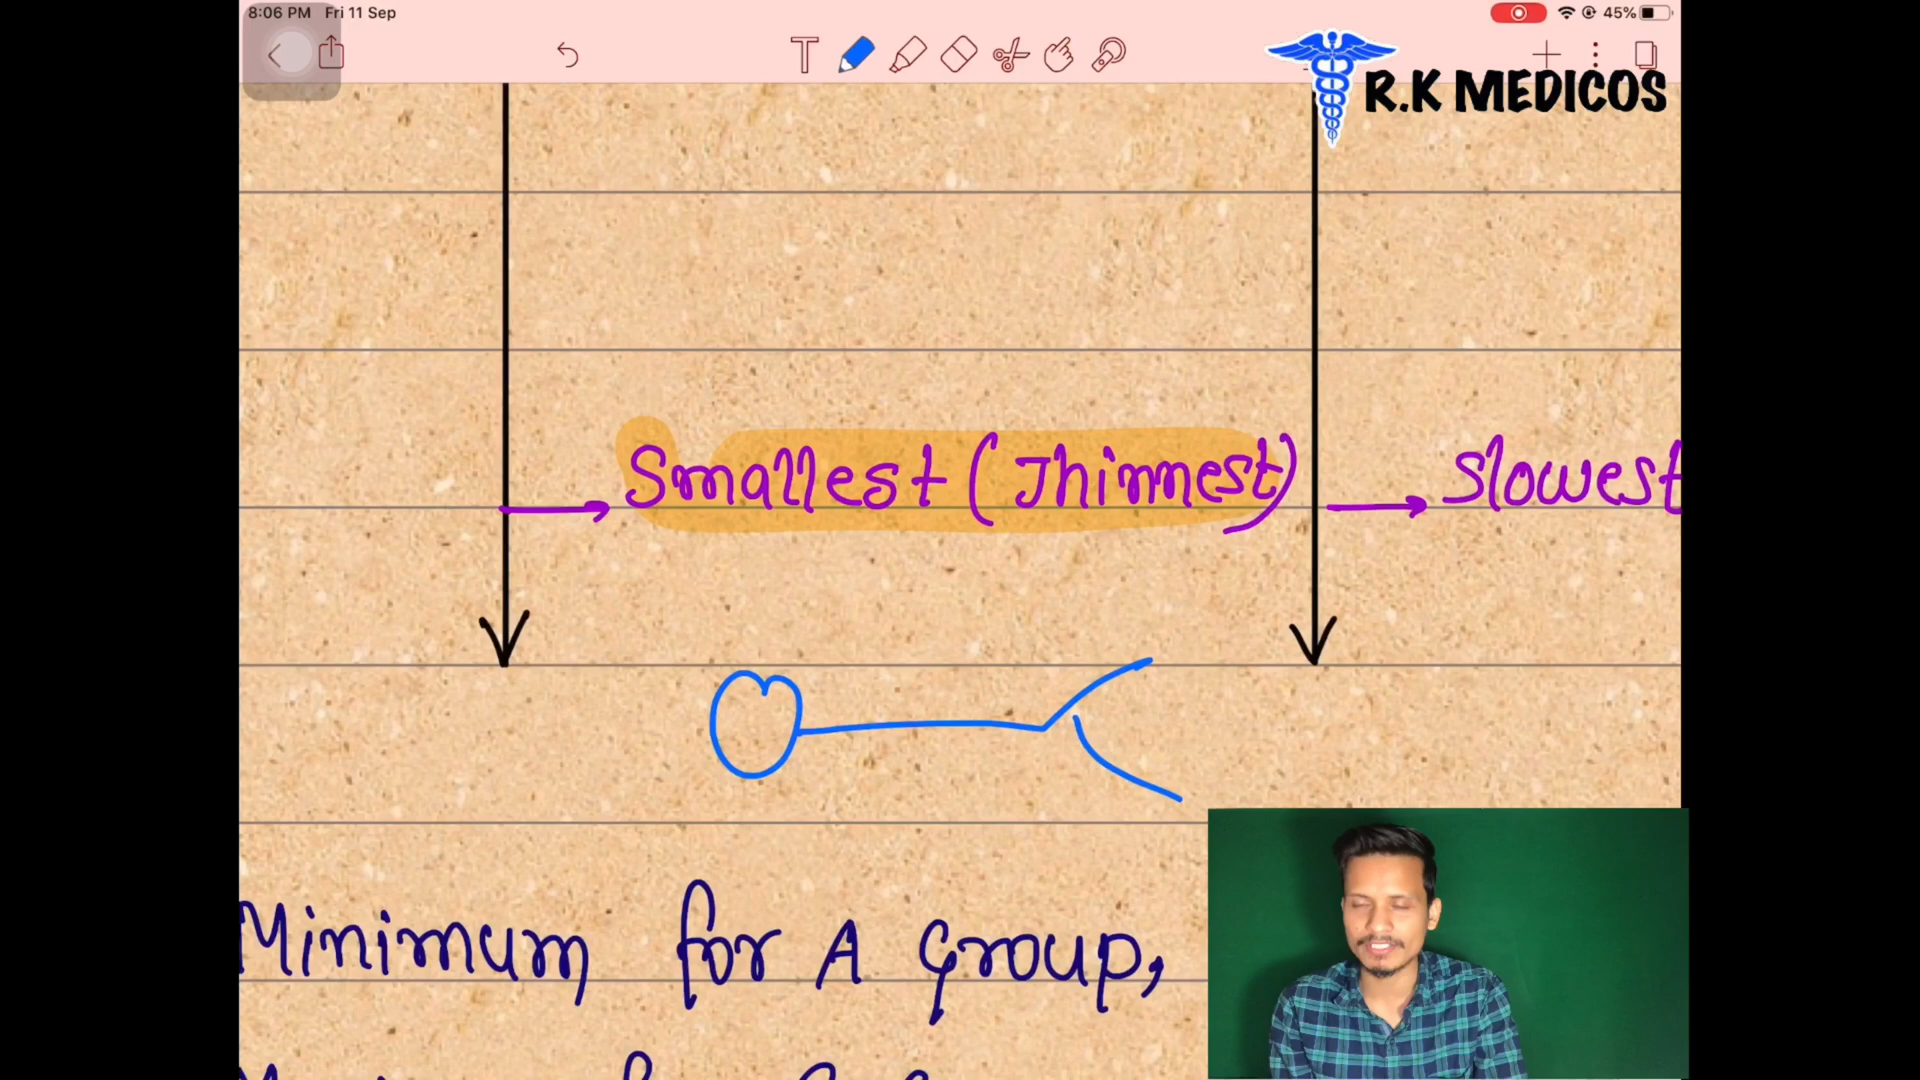 8:06 PM Fri 11 Sep
45%
R.K MEDICOS
Smallest (Thinnest) → Slowest
Minimum for A Group,